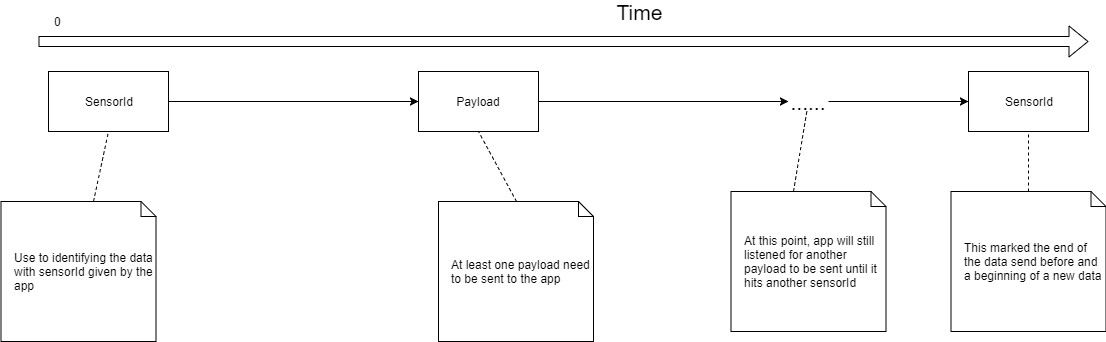 Time
0
SensorId
Payload
......
SensorId
Use to identifying the data
with sensorId given by the
app
At least one payload need
to be sent to the app
At this point, app will still
listened for another
payload to be sent until it
hits another sensorId
This marked the end of
the data send before and
a beginning of a new data